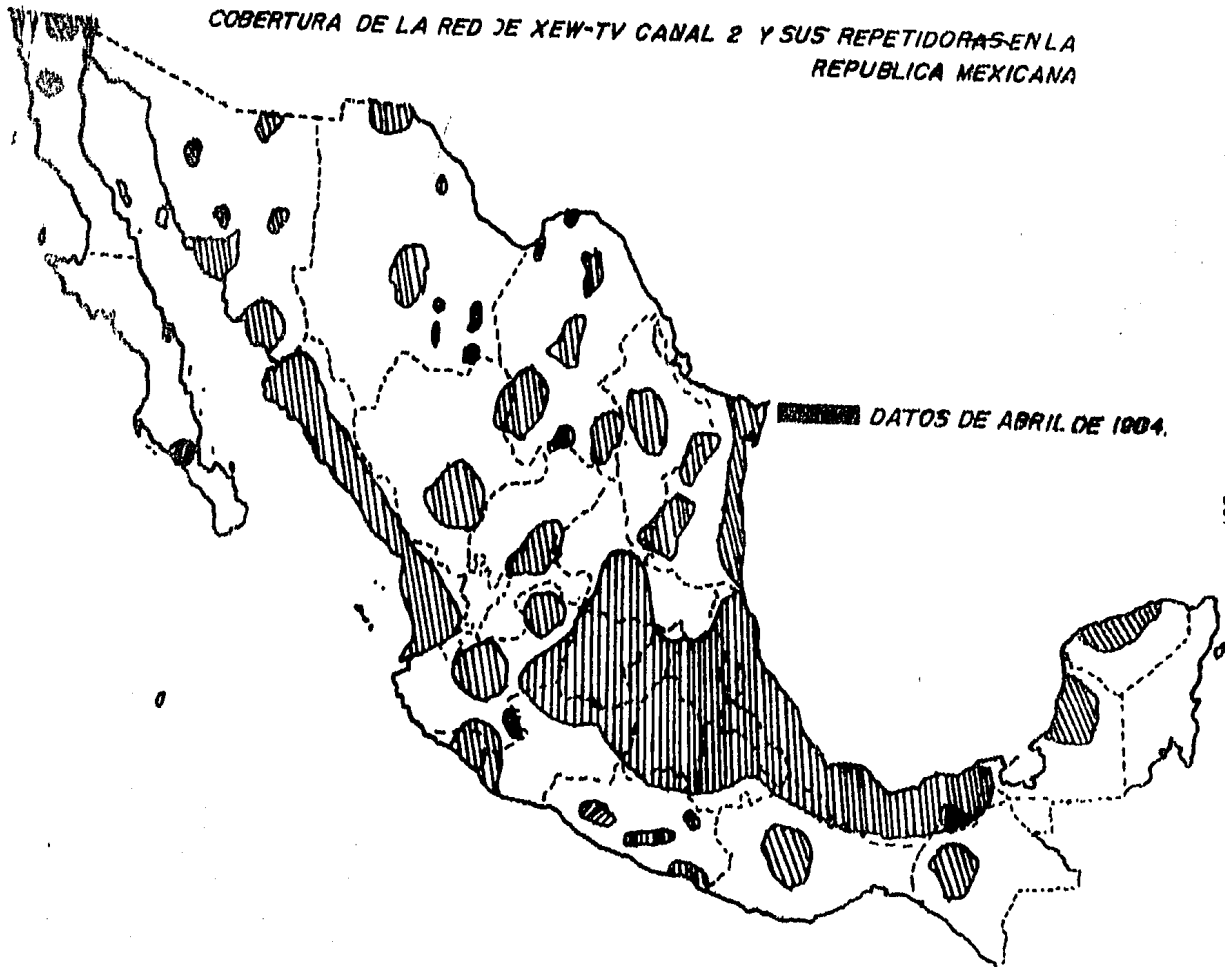 COBERTURA DE LA RED DE XEW-TV CANAL 2 Y SUS REPETIDORAS EN LA
REPUBLICA MEXICANA
DATOS DE ABRIL DE 1984.